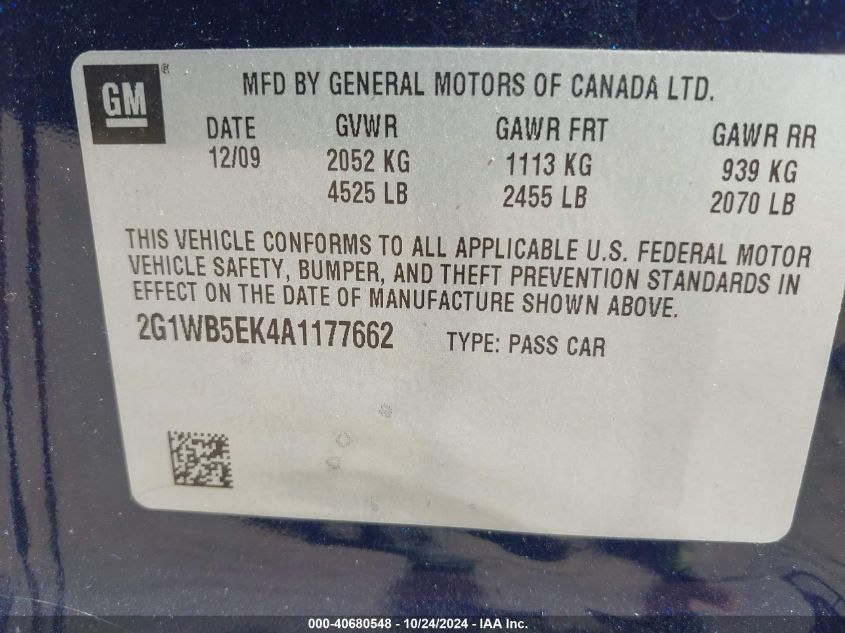 GM ®
MFD BY GENERAL MOTORS OF CANADA LTD.
DATE GVWR GAWR FRT GAWR RR
12/09 2052 KG 1113 KG 939 KG
4525 LB 2455 LB 2070 LB
THIS VEHICLE CONFORMS TO ALL APPLICABLE U.S. FEDERAL MOTOR
VEHICLE SAFETY, BUMPER, AND THEFT PREVENTION STANDARDS IN
EFFECT ON THE DATE OF MANUFACTURE SHOWN ABOVE.
2G1WB5EK4A1177662 TYPE: PASS CAR
000-40680548 - 10/24/2024 - IAA Inc.